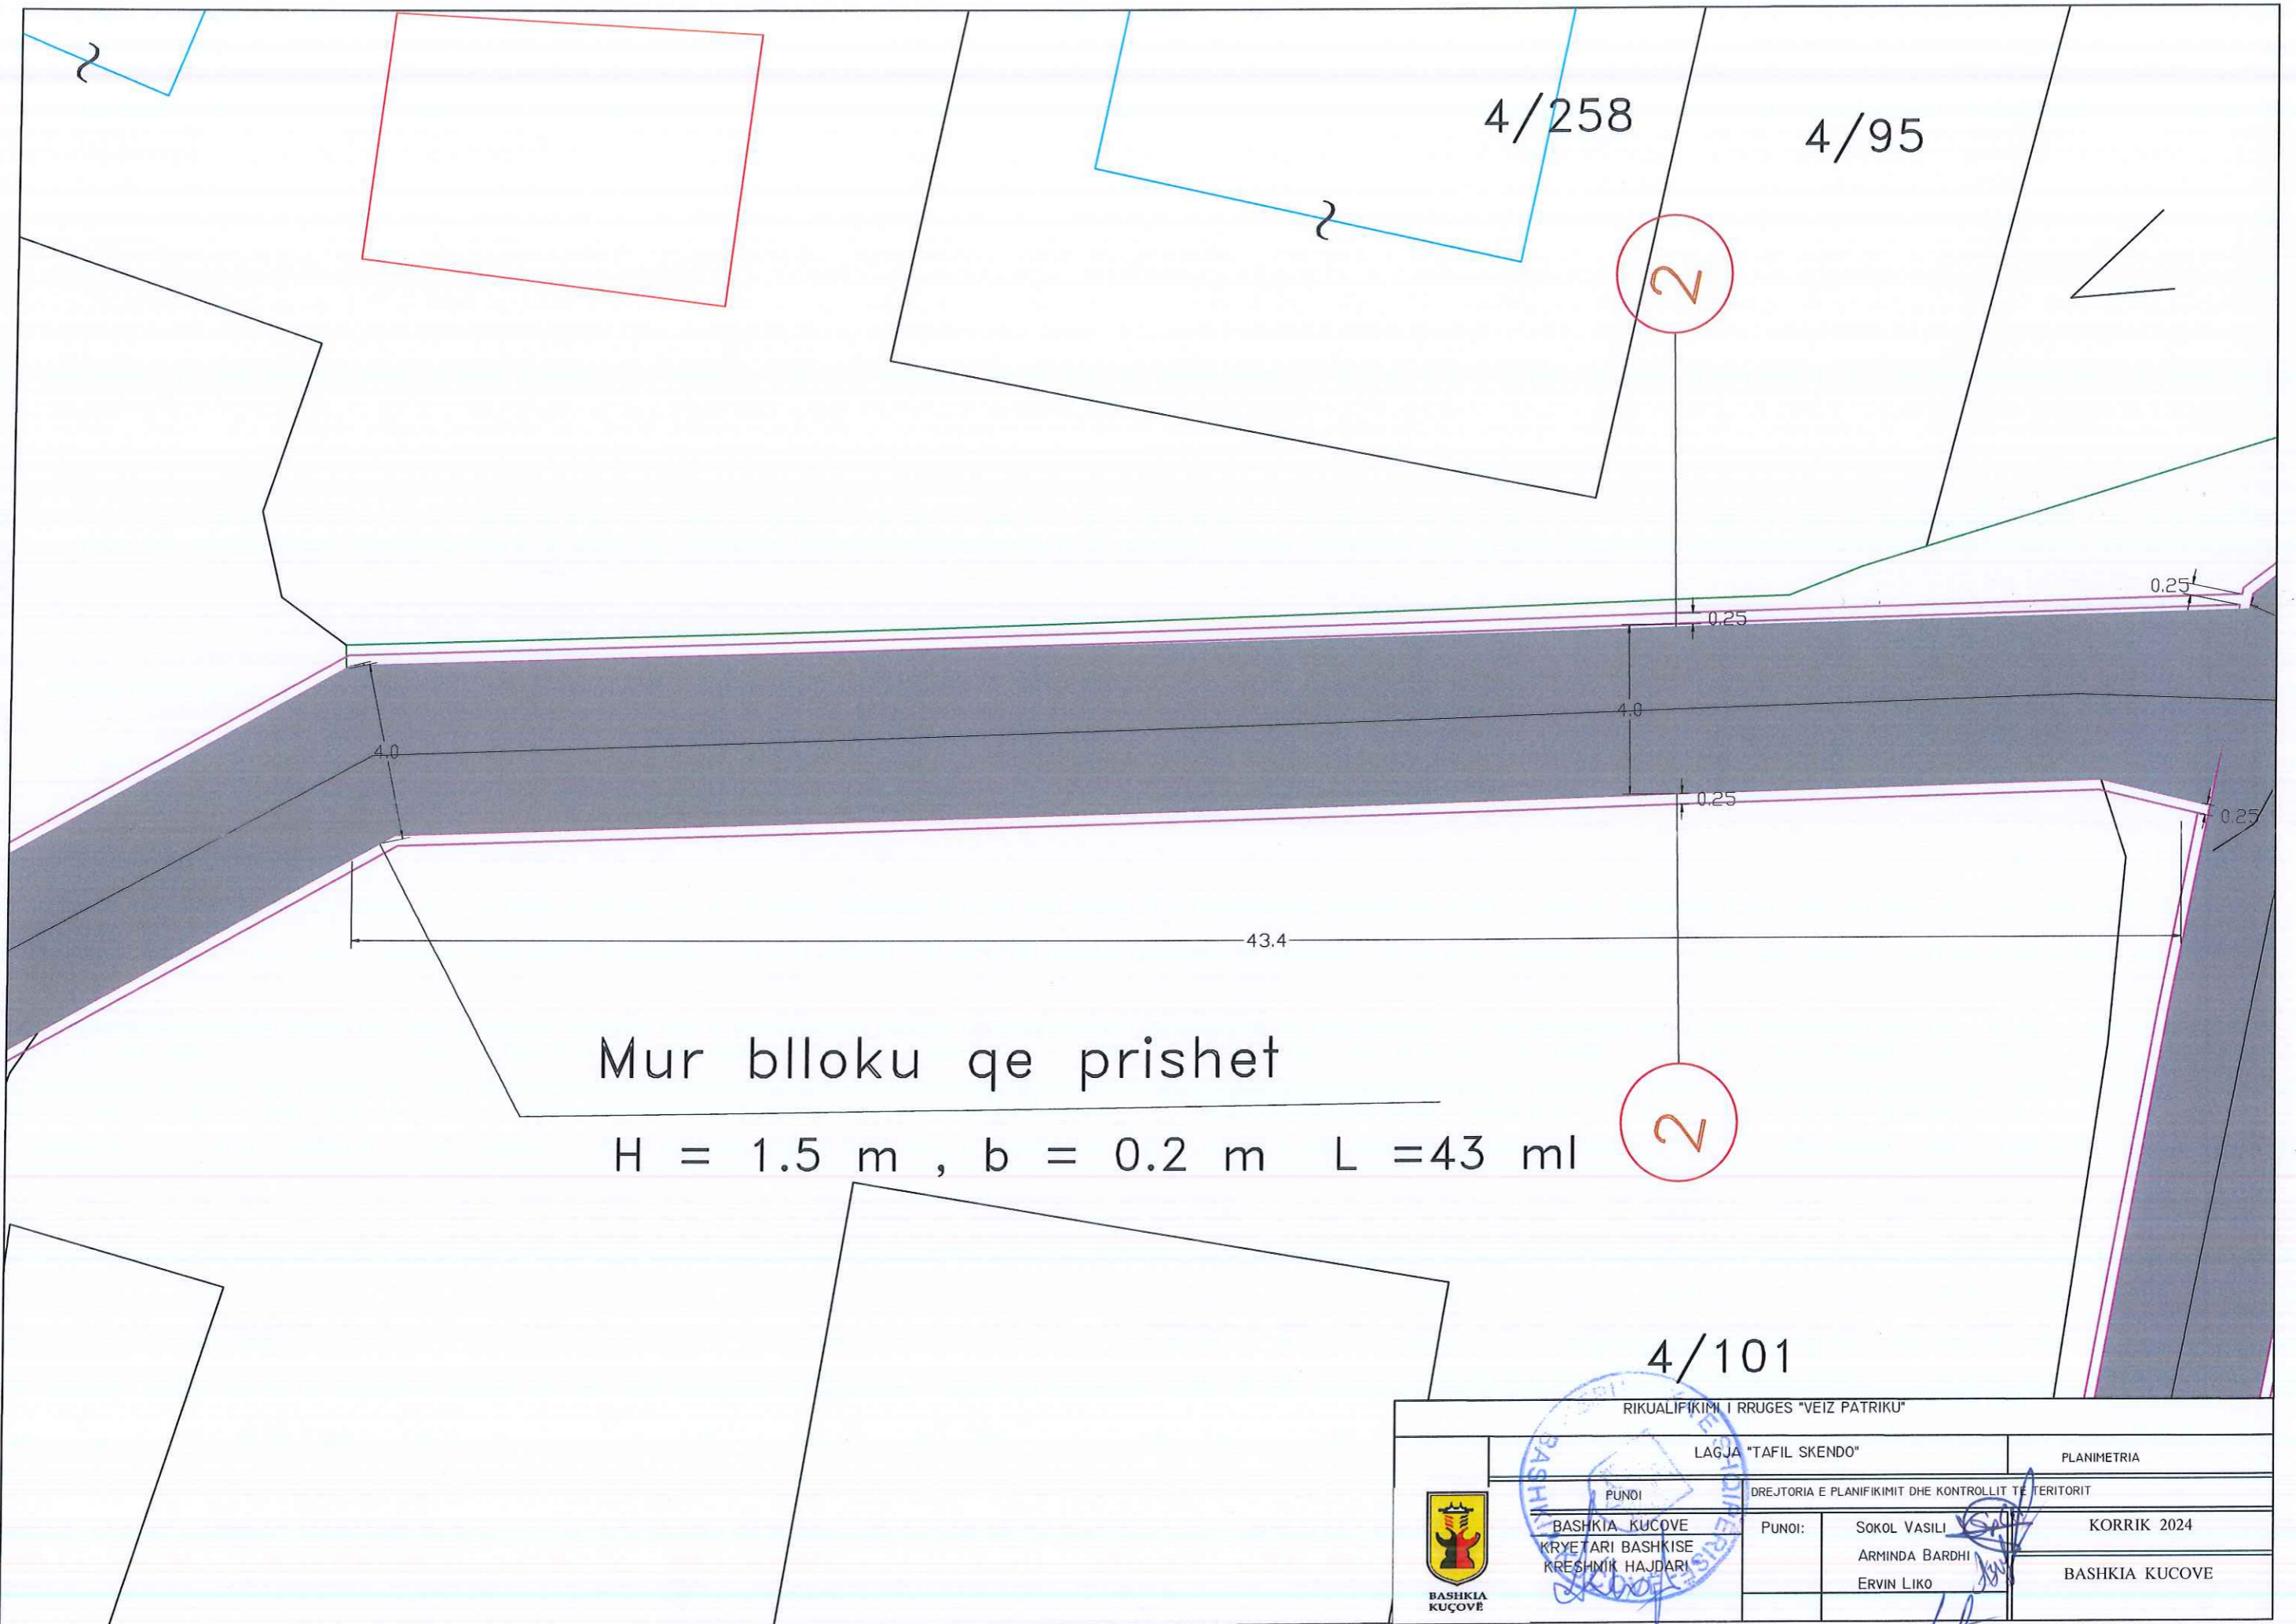 4/258
4/95
2
0.25
0.25
4.0
4.0
0.25
0.25
43.4
Mur blloku qe prishet
H = 1.5 m , b = 0.2 m L =43 ml
2
4/101
RIKUALIFIKIMI I RRUGES "VEIZ PATRIKU"
LAGJA "TAFIL SKENDO"
PLANIMETRIA
PUNOI
DREJTORIA E PLANIFIKIMIT DHE KONTROLLIT TE TERITORIT
BASHKIA KUCOVE
KRYETARI BASHKISE
KRESHNIK HAJDARI
PUNOI:
SOKOL VASILI
ARMINDA BARDHI
ERVIN LIKO
KORRIK 2024
BASHKIA KUCOVE
BASHKIA
KUÇOVË